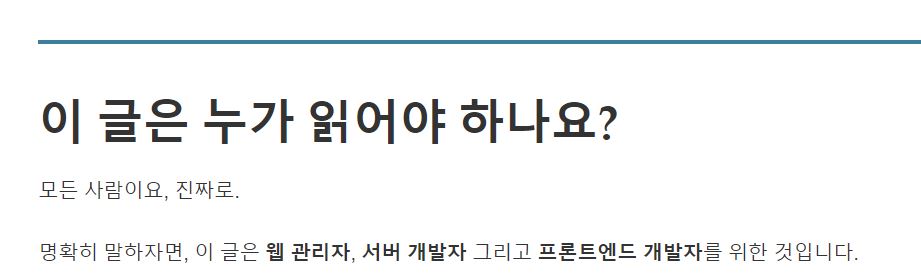 이 글은 누가 읽어야 하나요?
모든 사람이요, 진짜로.
명확히 말하자면, 이 글은 웹 관리자, 서버 개발자 그리고 프론트엔드 개발자를 위한 것입니다.